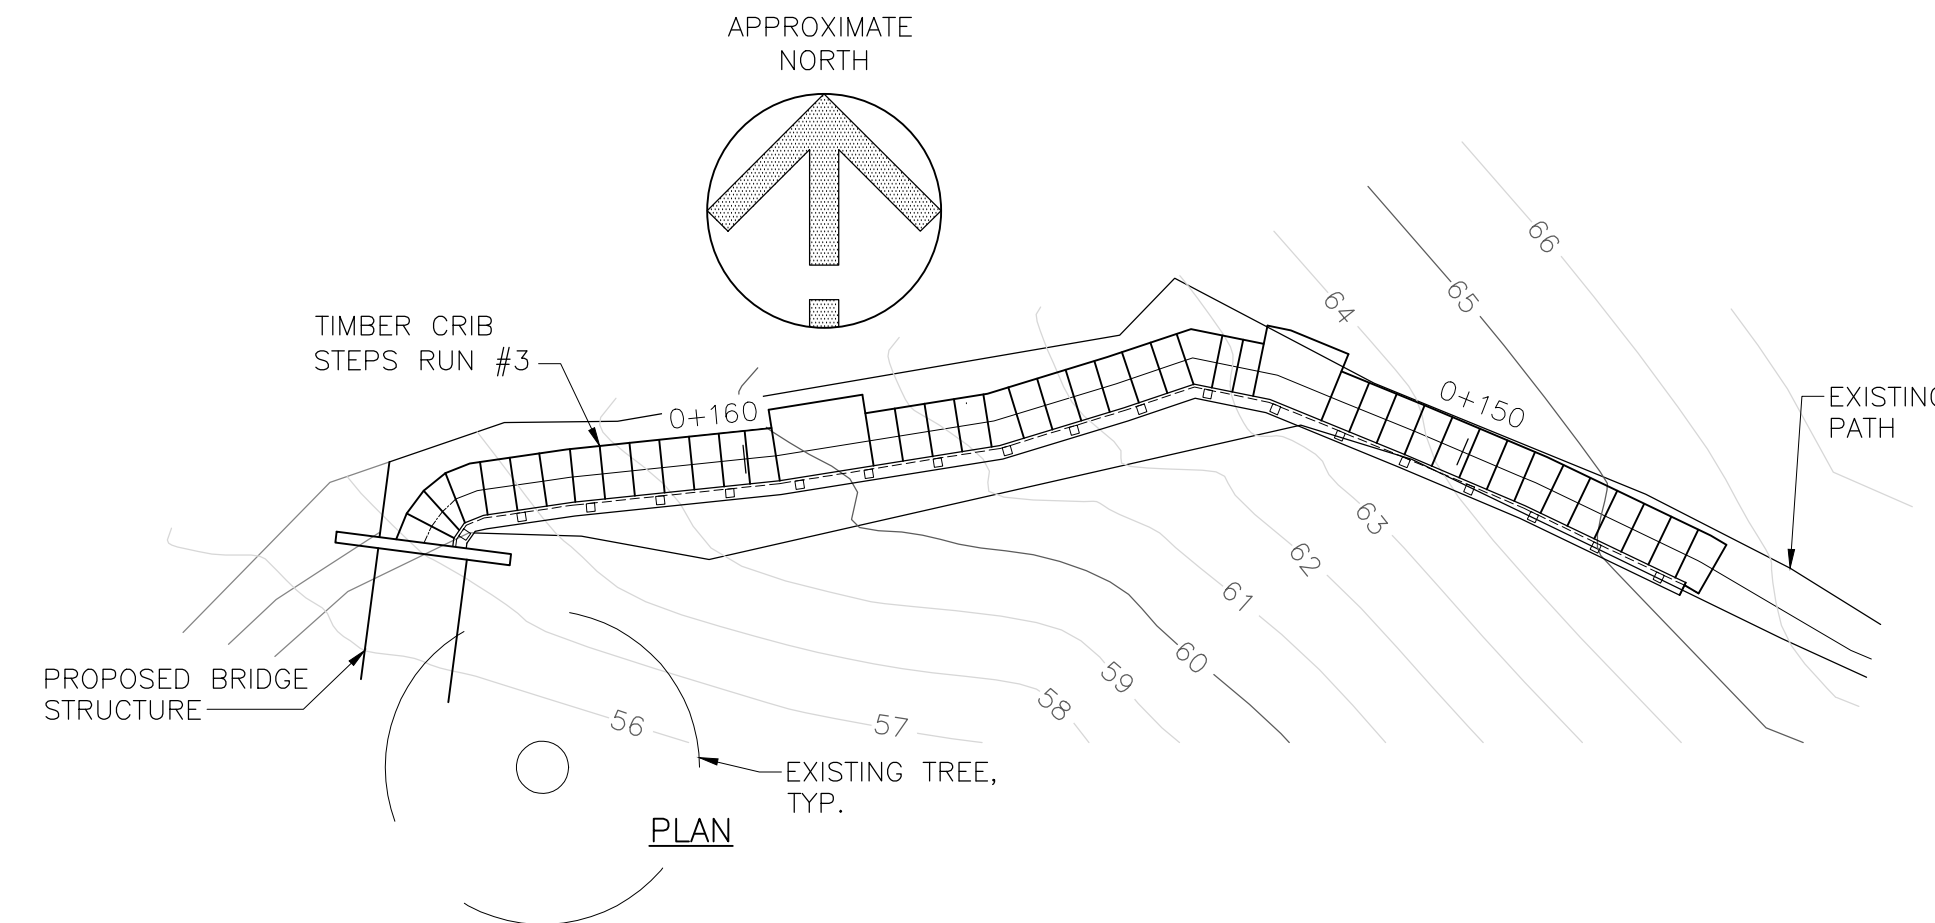 APPROXIMATE
NORTH
66
65
64
TIMBER CRIB
STEPS RUN #3
0+160
0+150
EXISTING
PATH
63
62
61
60
59
58
57
56
PROPOSED BRIDGE
STRUCTURE
EXISTING TREE,
TYP.
PLAN